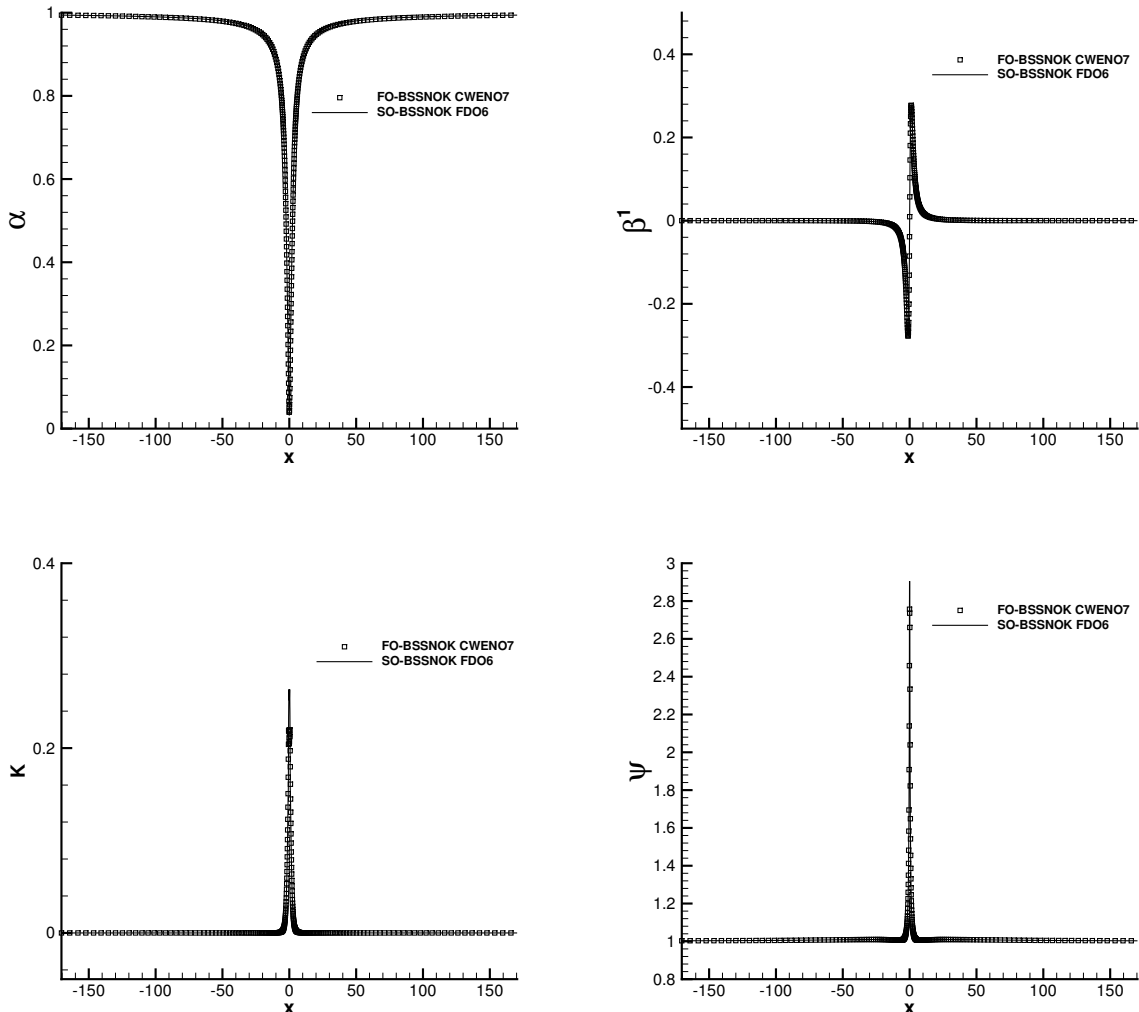 1
0.8
0.6
0.4
0.2
0
α
-150 -100 -50 0 50 100 150
x
FO-BSSNOK CWENO7
SO-BSSNOK FDO6
0.4
0.2
0
-0.2
-0.4
β¹
-150 -100 -50 0 50 100 150
x
FO-BSSNOK CWENO7
SO-BSSNOK FDO6
0.4
0.2
0
K
-150 -100 -50 0 50 100 150
x
FO-BSSNOK CWENO7
SO-BSSNOK FDO6
3
2.8
2.6
2.4
2.2
2
1.8
1.6
1.4
1.2
1
0.8
ψ
-150 -100 -50 0 50 100 150
x
FO-BSSNOK CWENO7
SO-BSSNOK FDO6